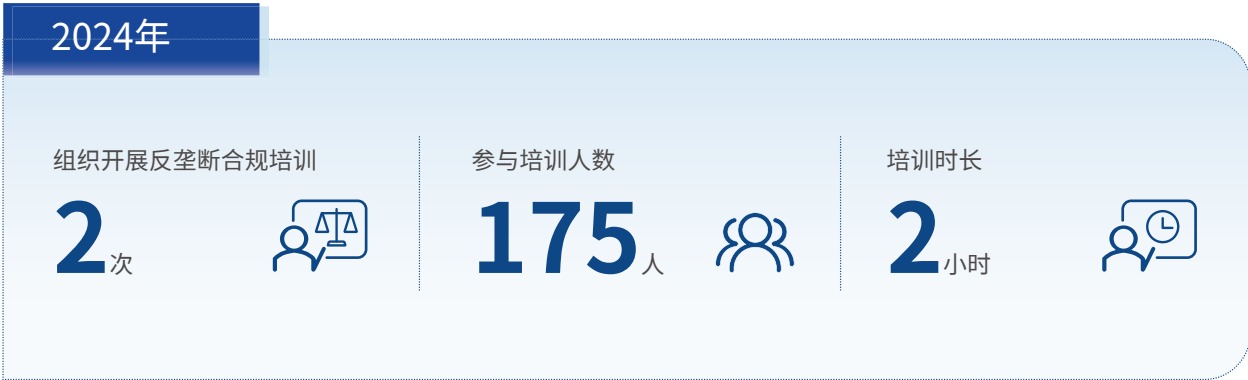 2024年
组织开展反垄断合规培训
2次
参与培训人数
175人
培训时长
2小时